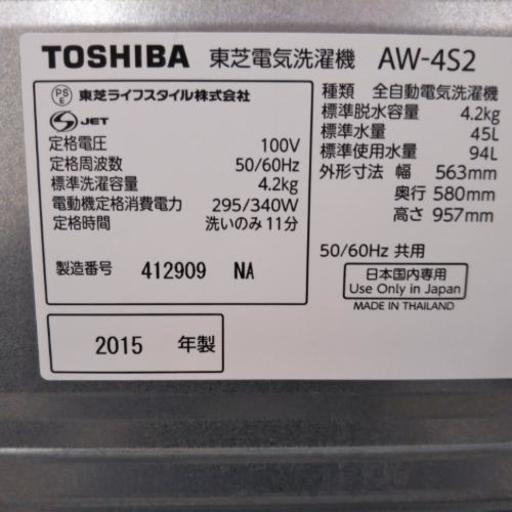 TOSHIBA 東芝電気洗濯機 AW-4S2
PSE 東芝ライフスタイル株式会社
S JET
定格電圧 100V
定格周波数 50/60Hz
標準洗濯容量 4.2kg
電動機定格消費電力 295/340W
定格時間 洗いのみ11分
製造番号 412909 NA
2015 年製
種類 全自動電気洗濯機
標準脱水容量 4.2kg
標準水量 45L
標準使用水量 94L
外形寸法 幅 563mm
奥行 580mm
高さ 957mm
50/60Hz 共用
日本国内専用
Use Only in Japan
MADE IN THAILAND